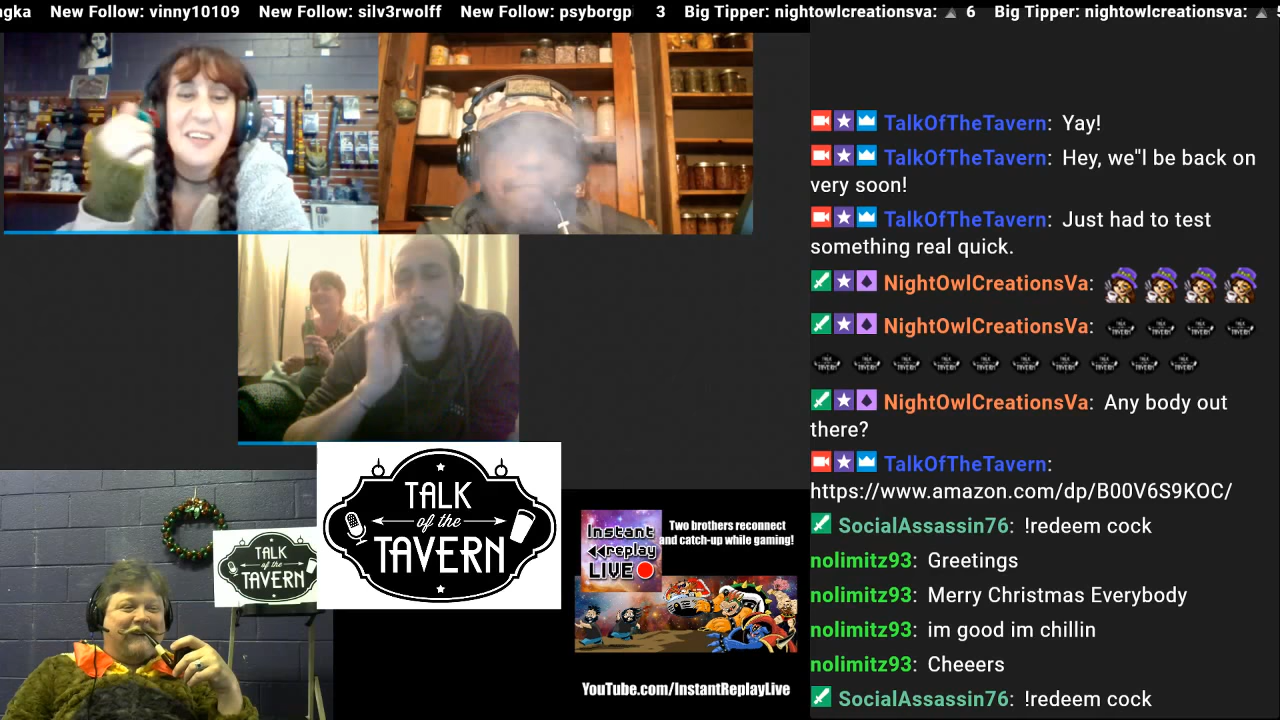 ngka New Follow: vinny10109 New Follow: silv3rwolff New Follow: psyborgp 3 Big Tipper: nightowlcreationsva: 6 Big Tipper: nightowlcreationsva:
TalkOfTheTavern: Yay!
TalkOfTheTavern: Hey, we"l be back on
very soon!
TalkOfTheTavern: Just had to test
something real quick.
NightOwlCreationsVa:
NightOwlCreationsVa:
NightOwlCreationsVa: Any body out
there?
TalkOfTheTavern:
https://www.amazon.com/dp/B00V6S9KOC/
SocialAssassin76: !redeem cock
nolimitz93: Greetings
nolimitz93: Merry Christmas Everybody
nolimitz93: im good im chillin
nolimitz93: Cheeers
SocialAssassin76: !redeem cock
TALK
of the
TAVERN
TALK
of the
TAVERN
Instant
replay
LIVE
Two brothers reconnect
and catch-up while gaming!
YouTube.com/InstantReplayLive